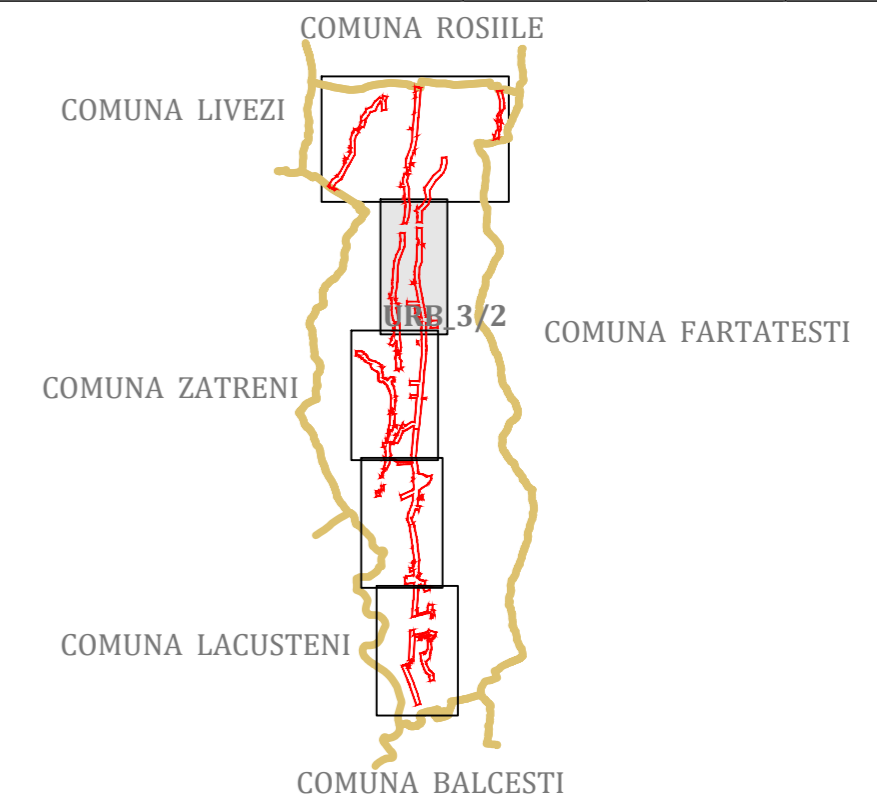 COMUNA ROSIILE
COMUNA LIVEZI
URB_3/2
COMUNA FARTATESTI
COMUNA ZATRENI
COMUNA LACUSTENI
COMUNA BALCESTI